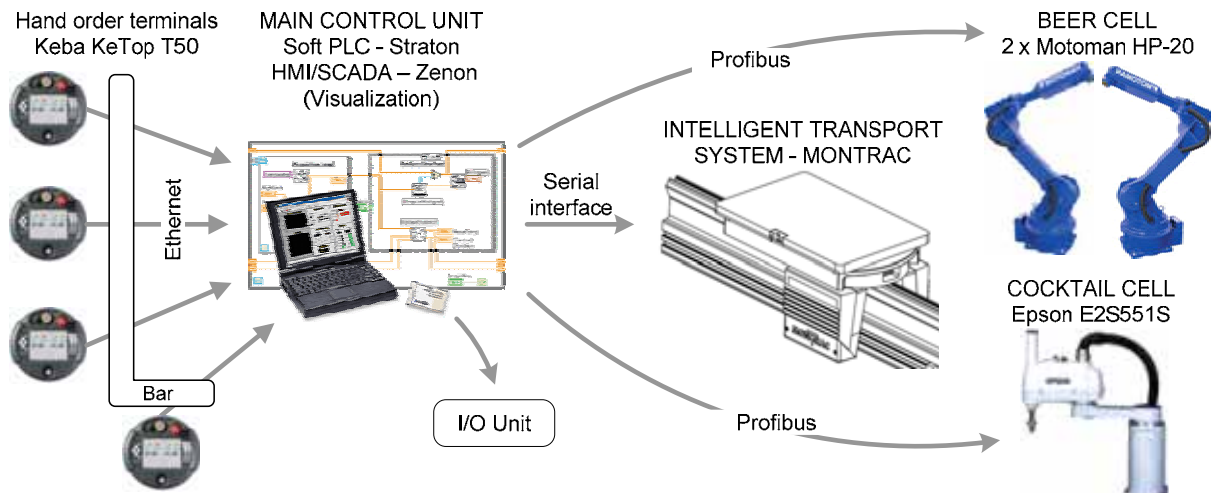 Hand order terminals
Keba KeTop T50
Ethernet
Bar
MAIN CONTROL UNIT
Soft PLC - Straton
HMI/SCADA – Zenon
(Visualization)
I/O Unit
Profibus
Serial
interface
Profibus
INTELLIGENT TRANSPORT
SYSTEM - MONTRAC
BEER CELL
2 x Motoman HP-20
COCKTAIL CELL
Epson E2S551S
EPSON